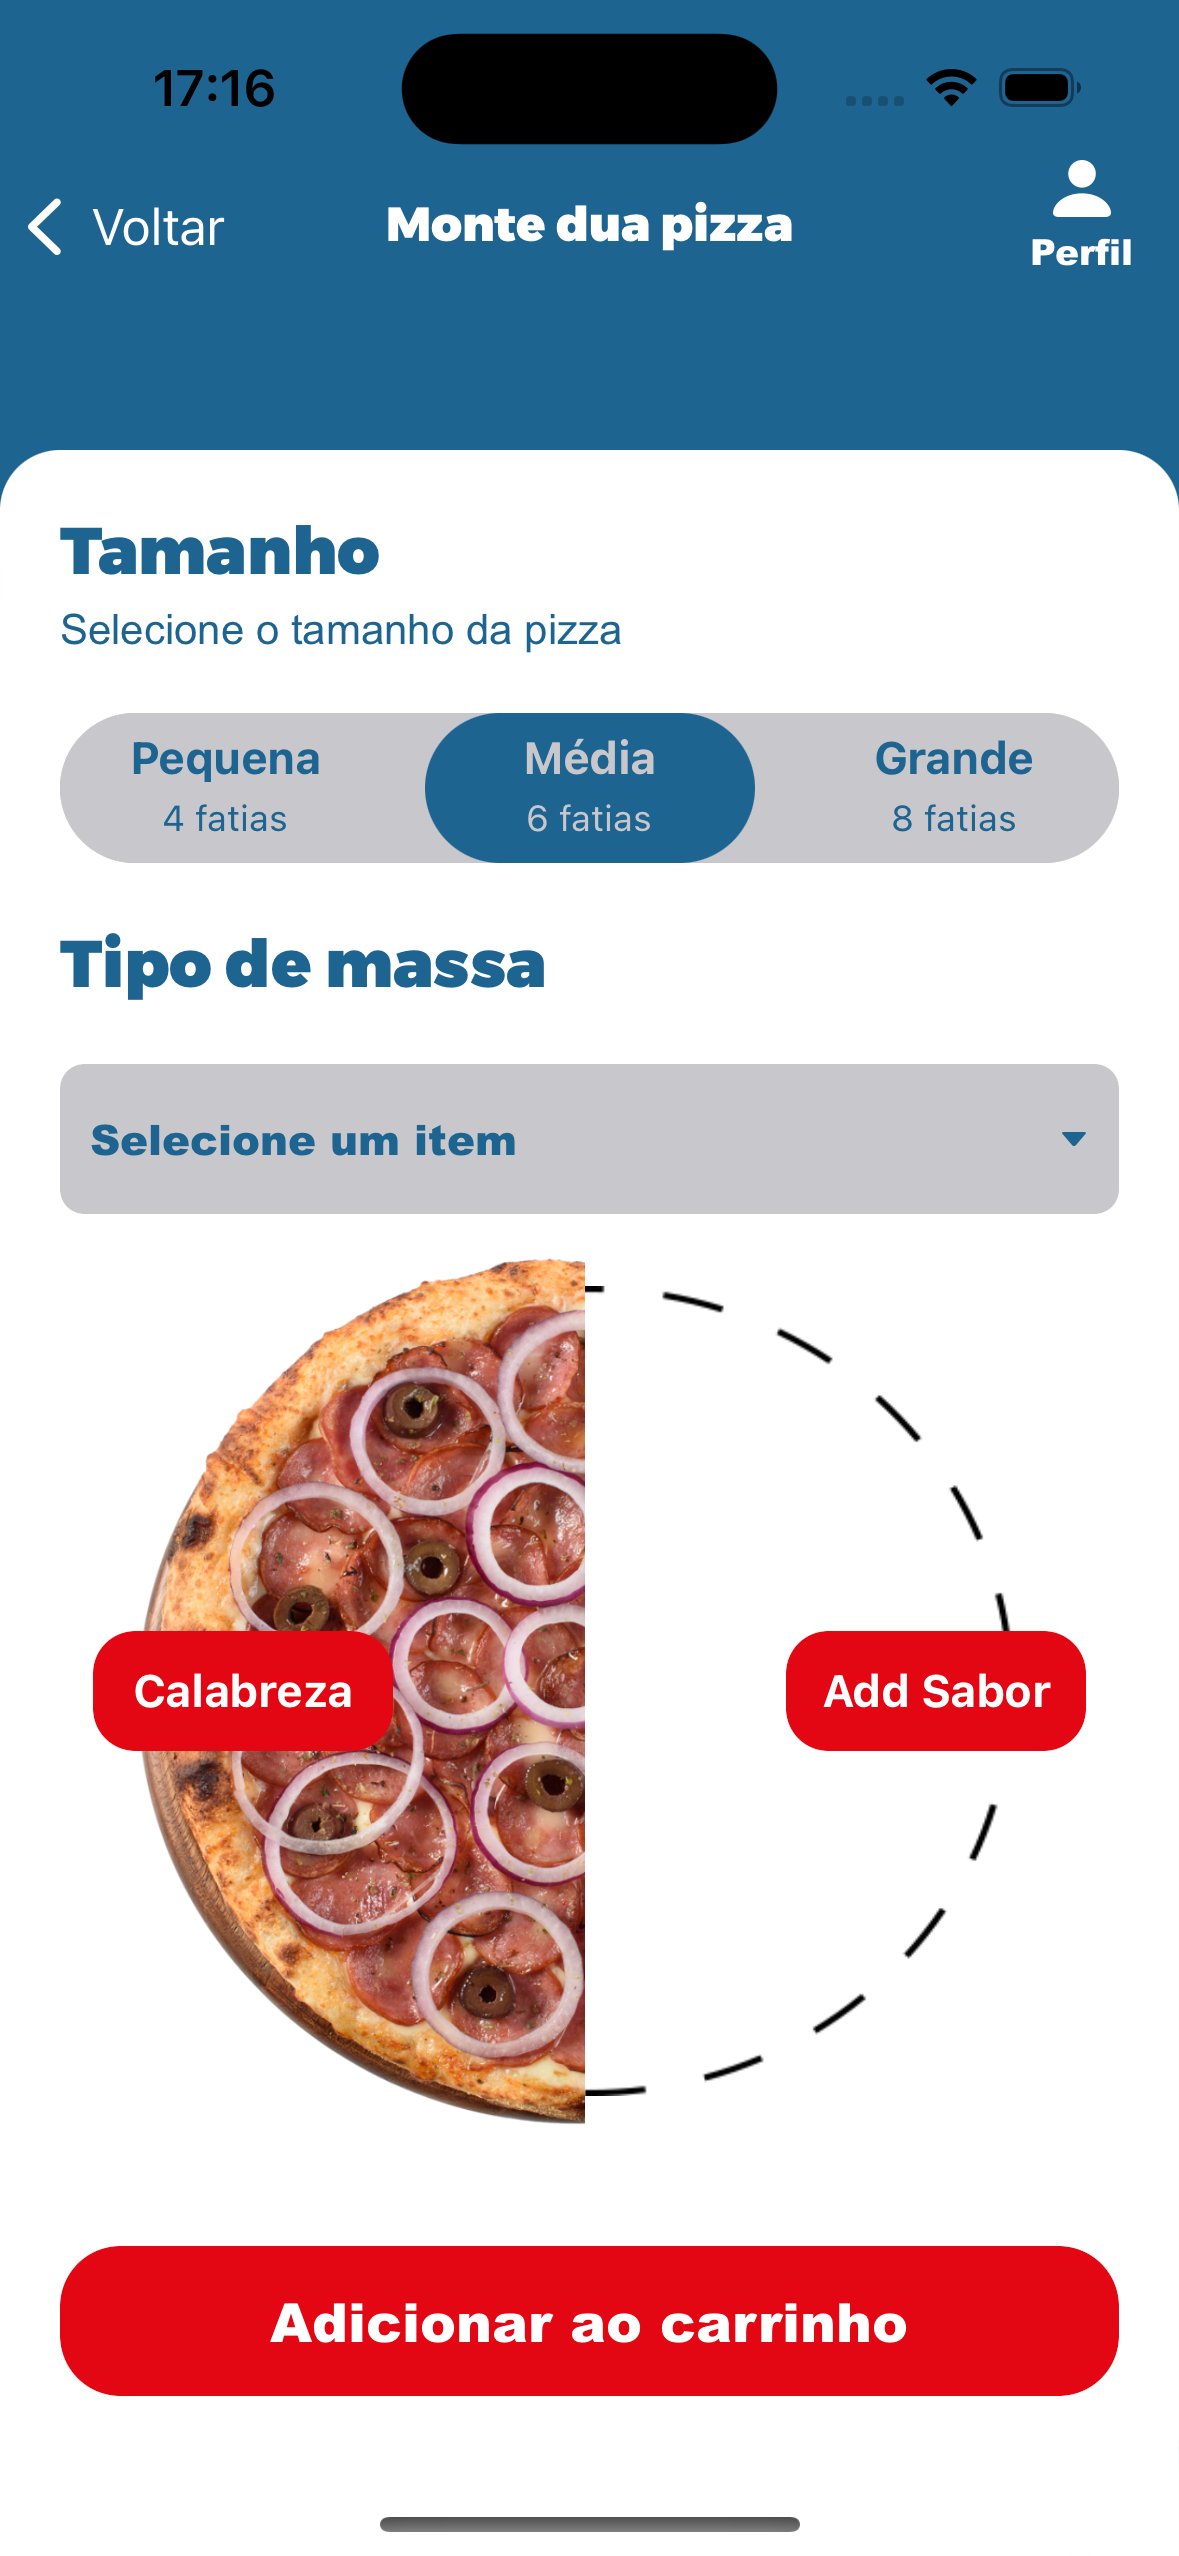 17:16
Voltar
Monte dua pizza
Perfil
Tamanho
Selecione o tamanho da pizza
Pequena
4 fatias
Média
6 fatias
Grande
8 fatias
Tipo de massa
Selecione um item
Calabreza
Add Sabor
Adicionar ao carrinho